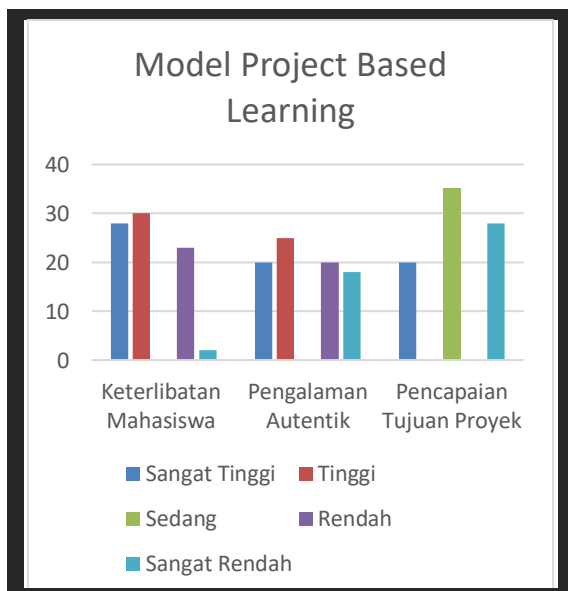 Model Project Based
Learning
40
30
20
10
0
Keterlibatan
Mahasiswa
Pengalaman
Autentik
Pencapaian
Tujuan Proyek
Sangat Tinggi
Tinggi
Sedang
Rendah
Sangat Rendah